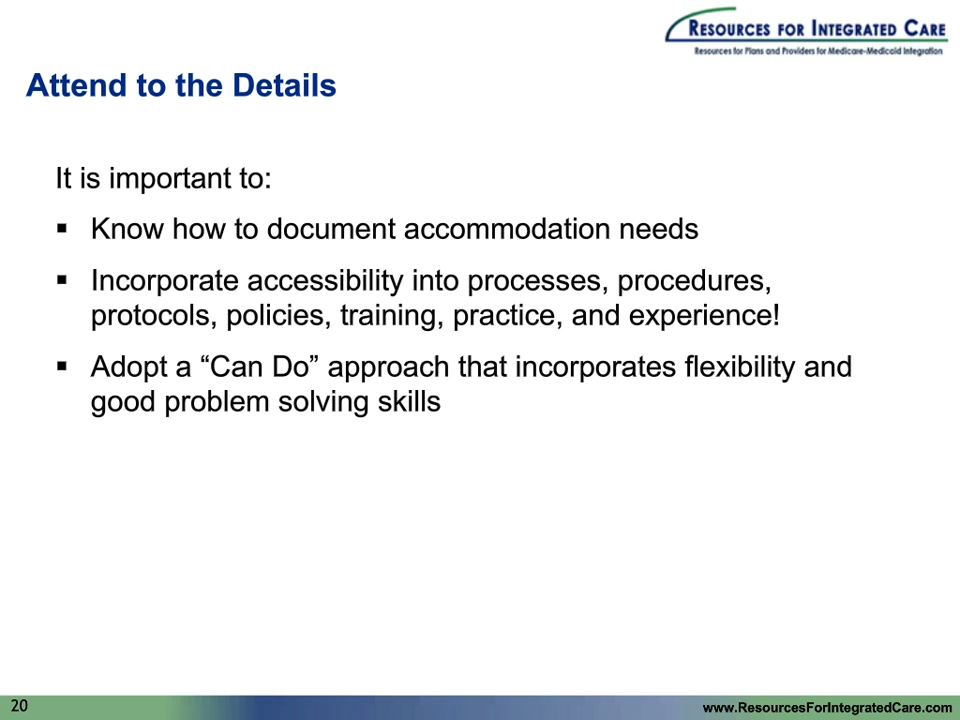 RESOURCES FOR INTEGRATED CARE
Resources for Plans and Providers for Medicare-Medicaid Integration
Attend to the Details
It is important to:
▪ Know how to document accommodation needs
▪ Incorporate accessibility into processes, procedures,
protocols, policies, training, practice, and experience!
▪ Adopt a “Can Do” approach that incorporates flexibility and
good problem solving skills
20
www.ResourcesForIntegratedCare.com